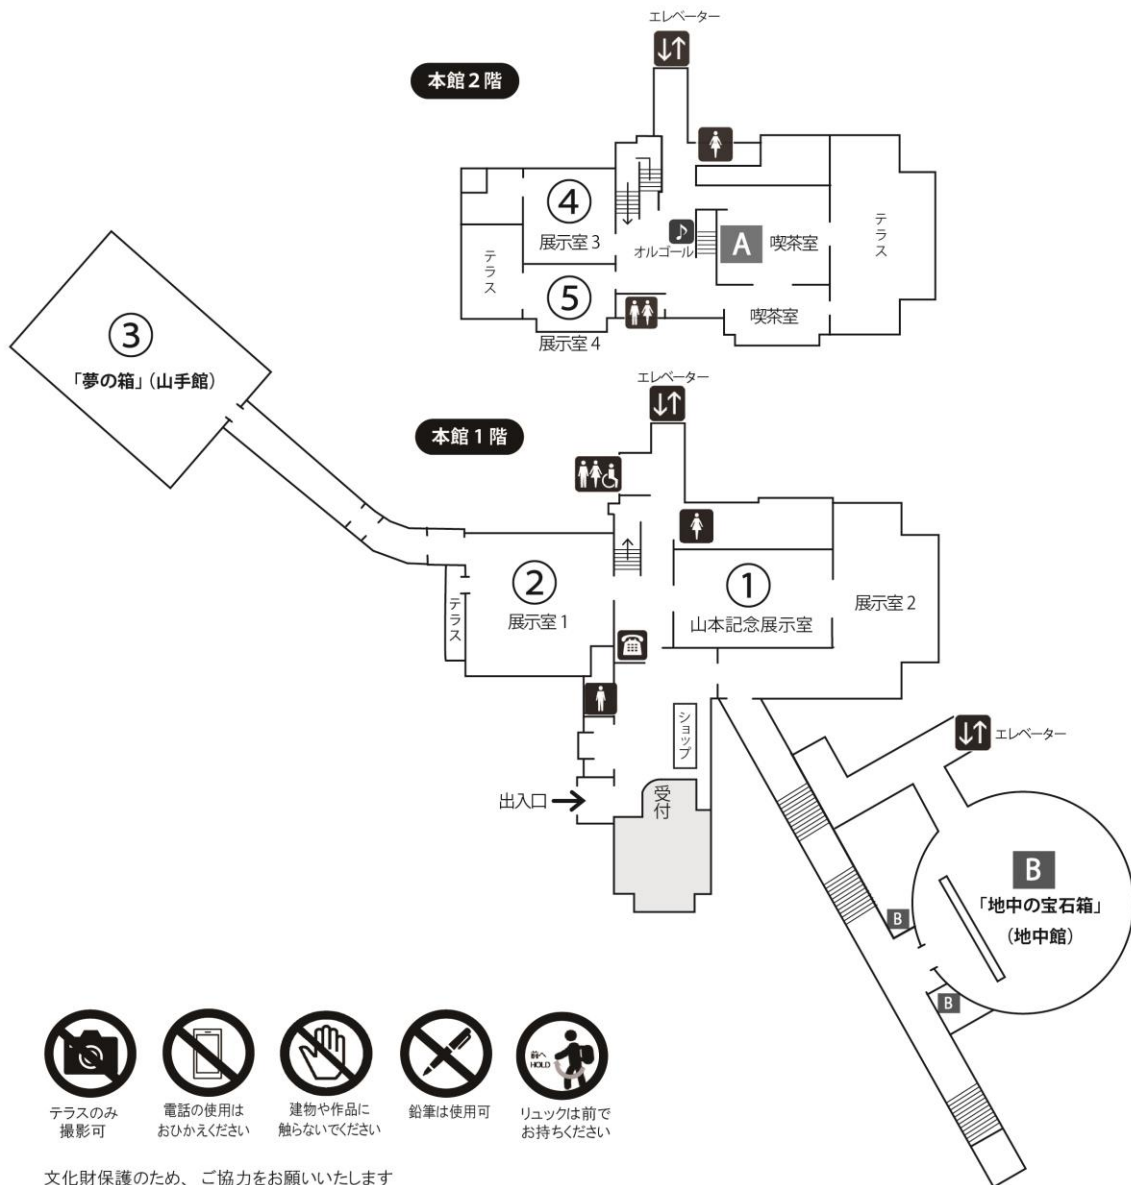 エレベーター
本館2階
④
展示室3
テラス
⑤
展示室4
♪
オルゴール
A 喫茶室
喫茶室
テラス
③
「夢の箱」(山手館)
エレベーター
本館1階
②
展示室1
テラス
①
山本記念展示室
展示室2
ショップ
受付
出入口
エレベーター
B
「地中の宝石箱」
(地中館)
B
B
テラスのみ
撮影可
電話の使用は
おひかえください
建物や作品に
触らないでください
鉛筆は使用可
前へ
HOLD
リュックは前で
お持ちください
文化財保護のため、ご協力をお願いいたします